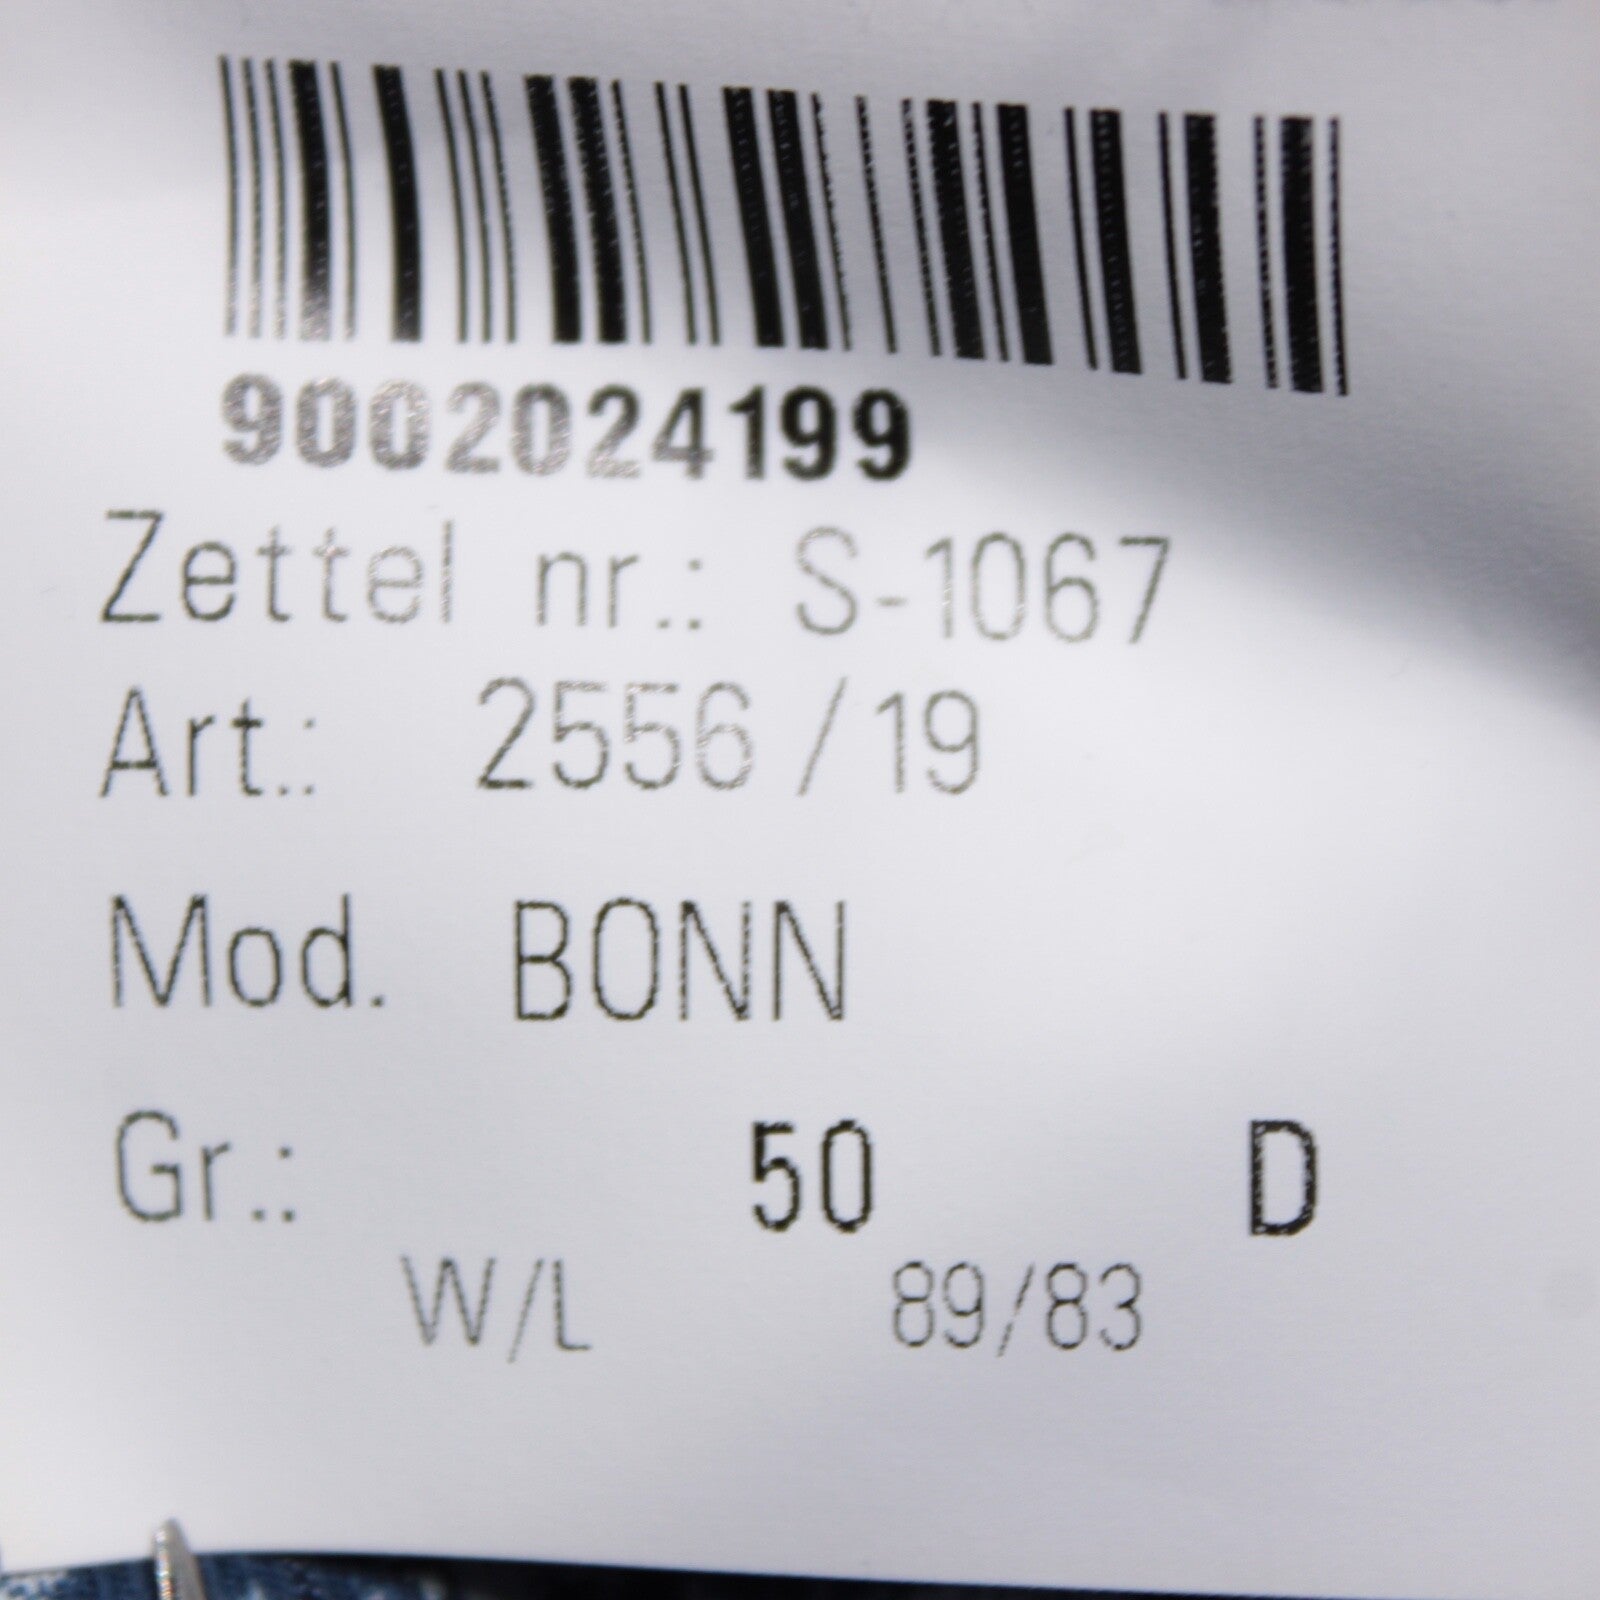 9002024199
Zettel nr.: S-1067
Art.: 2556 /19
Mod. BONN
Gr.: 50 D
W/L 89/83